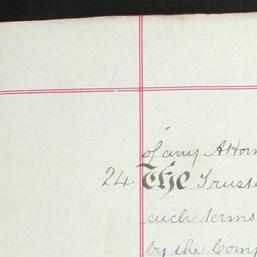 of any Attorn
24 The Truste
such terms
by the Comp